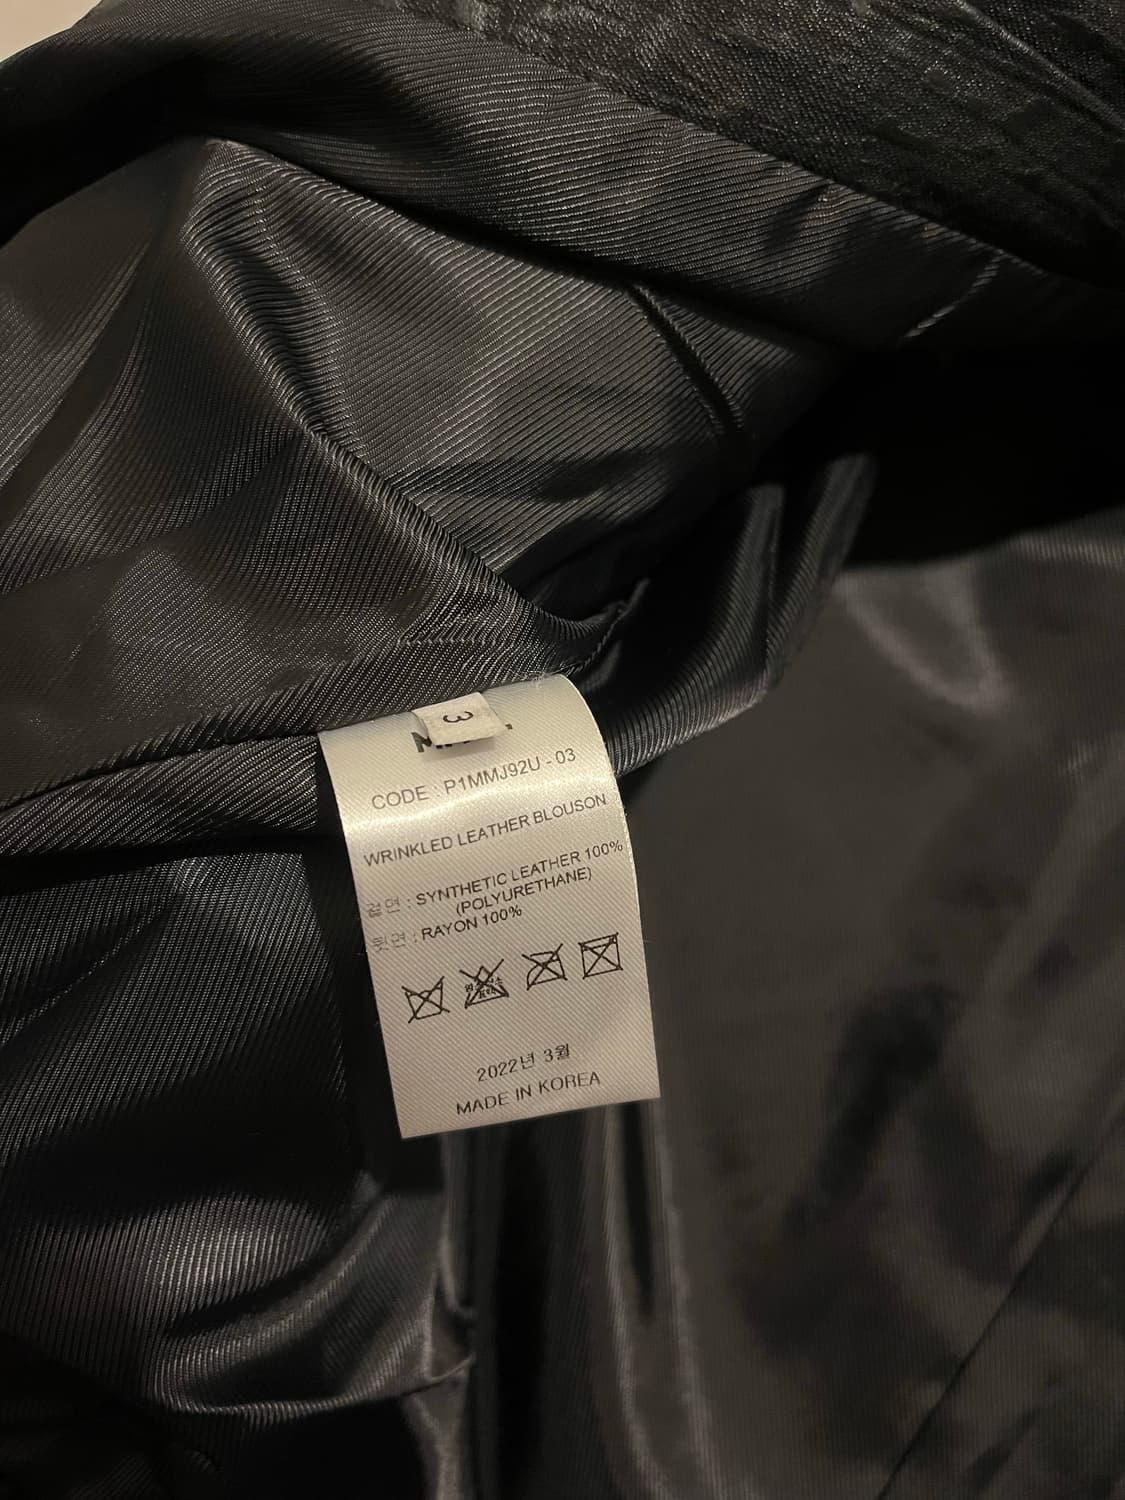 3
CODE : P1MMJ92U - 03
WRINKLED LEATHER BLOUSON
겉면 : SYNTHETIC LEATHER 100%
(POLYURETHANE)
뒷면 : RAYON 100%
2022년 3월
MADE IN KOREA